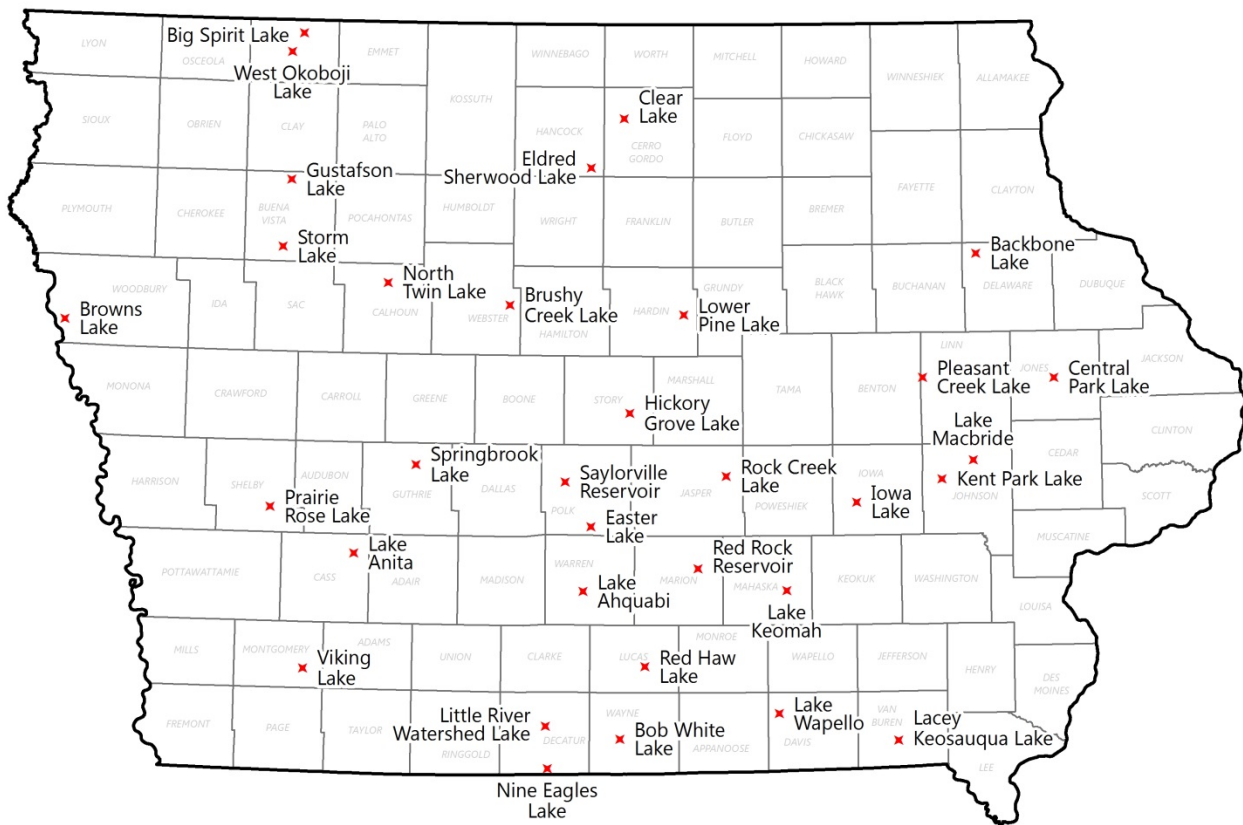 LYON
OSCEOLA
Big Spirit Lake
West Okoboji
Lake
EMMET
WINNEBAGO
WORTH
MITCHELL
HOWARD
WINNESHIEK
ALLAMAKEE
SIOUX
OBRIEN
CLAY
PALO
ALTO
KOSSUTH
HANCOCK
Clear
Lake
CERRO
GORDO
FLOYD
CHICKASAW
Eldred
Sherwood Lake
FAYETTE
CLAYTON
PLYMOUTH
CHEROKEE
BUENA
VISTA
Gustafson
Lake
POCAHONTAS
HUMBOLDT
WRIGHT
FRANKLIN
BUTLER
BREMER
Storm
Lake
Backbone
Lake
WOODBURY
IDA
SAC
North
Twin Lake
CALHOUN
WEBSTER
Brushy
Creek Lake
HAMILTON
HARDIN
GRUNDY
Lower
Pine Lake
BLACK
HAWK
BUCHANAN
DELAWARE
DUBUQUE
Browns
Lake
MONONA
CRAWFORD
CARROLL
GREENE
BOONE
STORY
MARSHALL
Hickory
Grove Lake
TAMA
BENTON
LINN
Pleasant
Creek Lake
JONES
Central
Park Lake
JACKSON
CLINTON
Lake
Macbride
CEDAR
HARRISON
SHELBY
AUDUBON
Springbrook
Lake
GUTHRIE
DALLAS
Saylorville
Reservoir
POLK
JASPER
Rock Creek
Lake
POWESHIEK
IOWA
Iowa
Lake
Kent Park Lake
JOHNSON
SCOTT
Prairie
Rose Lake
Easter
Lake
MUSCATINE
POTTAWATTAMIE
CASS
Lake
Anita
ADAIR
MADISON
WARREN
Lake
Ahquabi
MARION
Red Rock
Reservoir
MAHASKA
Lake
Keomah
KEOKUK
WASHINGTON
LOUISA
MILLS
MONTGOMERY
Viking
Lake
ADAMS
UNION
CLARKE
LUCAS
Red Haw
Lake
MONROE
WAPELLO
JEFFERSON
HENRY
DES
MOINES
FREMONT
PAGE
TAYLOR
RINGGOLD
Little River
Watershed Lake
DECATUR
WAYNE
Bob White
Lake
APPANOOSE
Lake
Wapello
DAVIS
VAN
BUREN
Lacey
Keosauqua Lake
LEE
Nine Eagles
Lake